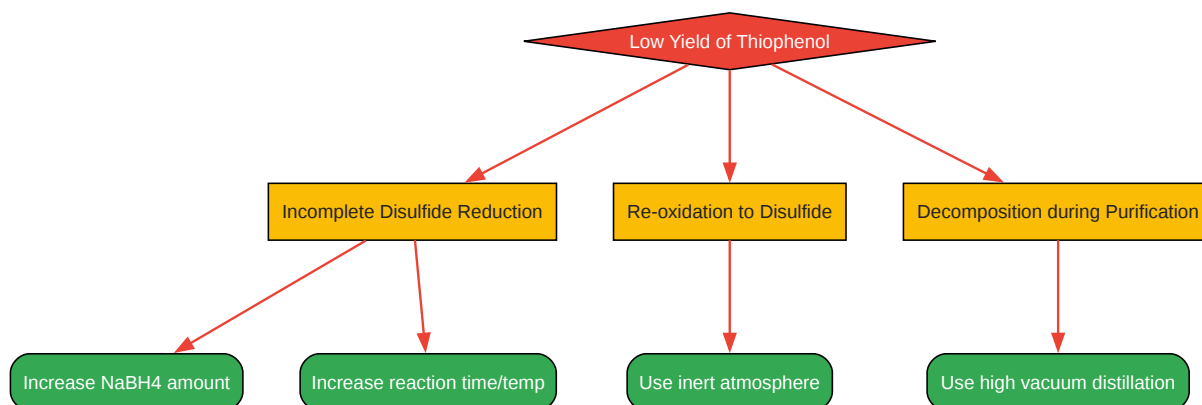 Low Yield of Thiophenol
Incomplete Disulfide Reduction
Re-oxidation to Disulfide
Decomposition during Purification
Increase NaBH4 amount
Increase reaction time/temp
Use inert atmosphere
Use high vacuum distillation